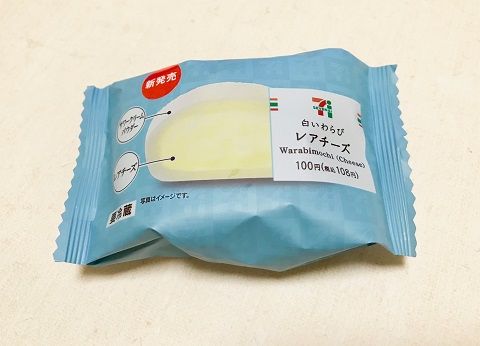 新発売
サワークリーム
パウダー
レアチーズ
写真はイメージです。
要冷蔵
7
ELEVEN
白いわらび
レアチーズ
Warabimochi (Cheese)
100円(税込108円)